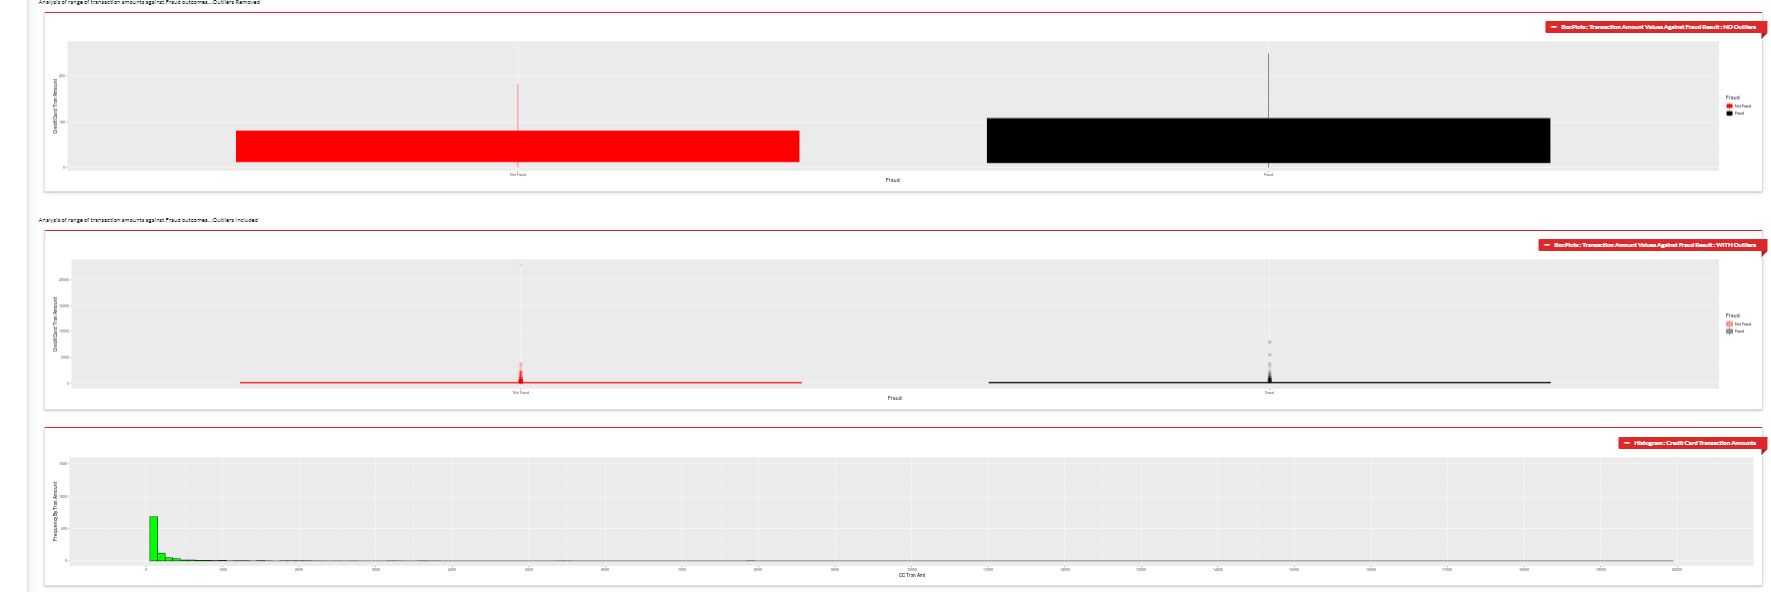 Analysis of range of transaction amounts against Fraud outcomes...Outliers Removed
BoxPlots : Transaction Amount Values Against Fraud Result : NO Outliers
Credit Card Tran Amount
200
100
0
Not Fraud
Fraud
Fraud
Fraud
Not Fraud
Fraud
Analysis of range of transaction amounts against Fraud outcomes...Outliers Included
BoxPlots : Transaction Amount Values Against Fraud Result : WITH Outliers
Credit Card Tran Amount
20000
15000
10000
5000
0
Not Fraud
Fraud
Fraud
Fraud
Not Fraud
Fraud
Histogram : Credit Card Transaction Amounts
Frequency By Tran Amount
1500
1000
500
0
0 1000 2000 3000 4000 5000 6000 7000 8000 9000 10000 11000 12000 13000 14000 15000 16000 17000 18000 19000 20000
CC Tran Amt